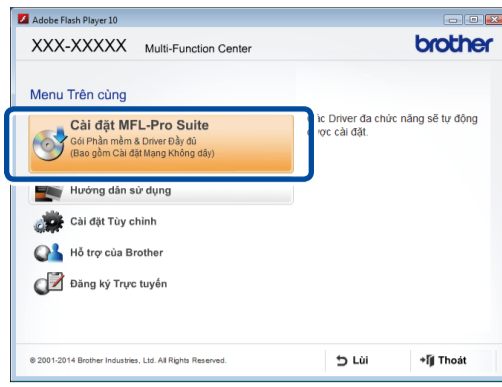 Adobe Flash Player 10
XXX-XXXXX Multi-Function Center
brother
Menu Trên cùng
Cài đặt MFL-Pro Suite
Gói Phần mềm & Driver Đầy đủ
(Bao gồm Cài đặt Mạng Không dây)
Driver đa chức năng sẽ tự động
cài đặt.
Hướng dẫn sử dụng
Cài đặt Tùy chỉnh
Hỗ trợ của Brother
Đăng ký Trực tuyến
© 2001-2014 Brother Industries, Ltd. All Rights Reserved.
Lùi
Thoát